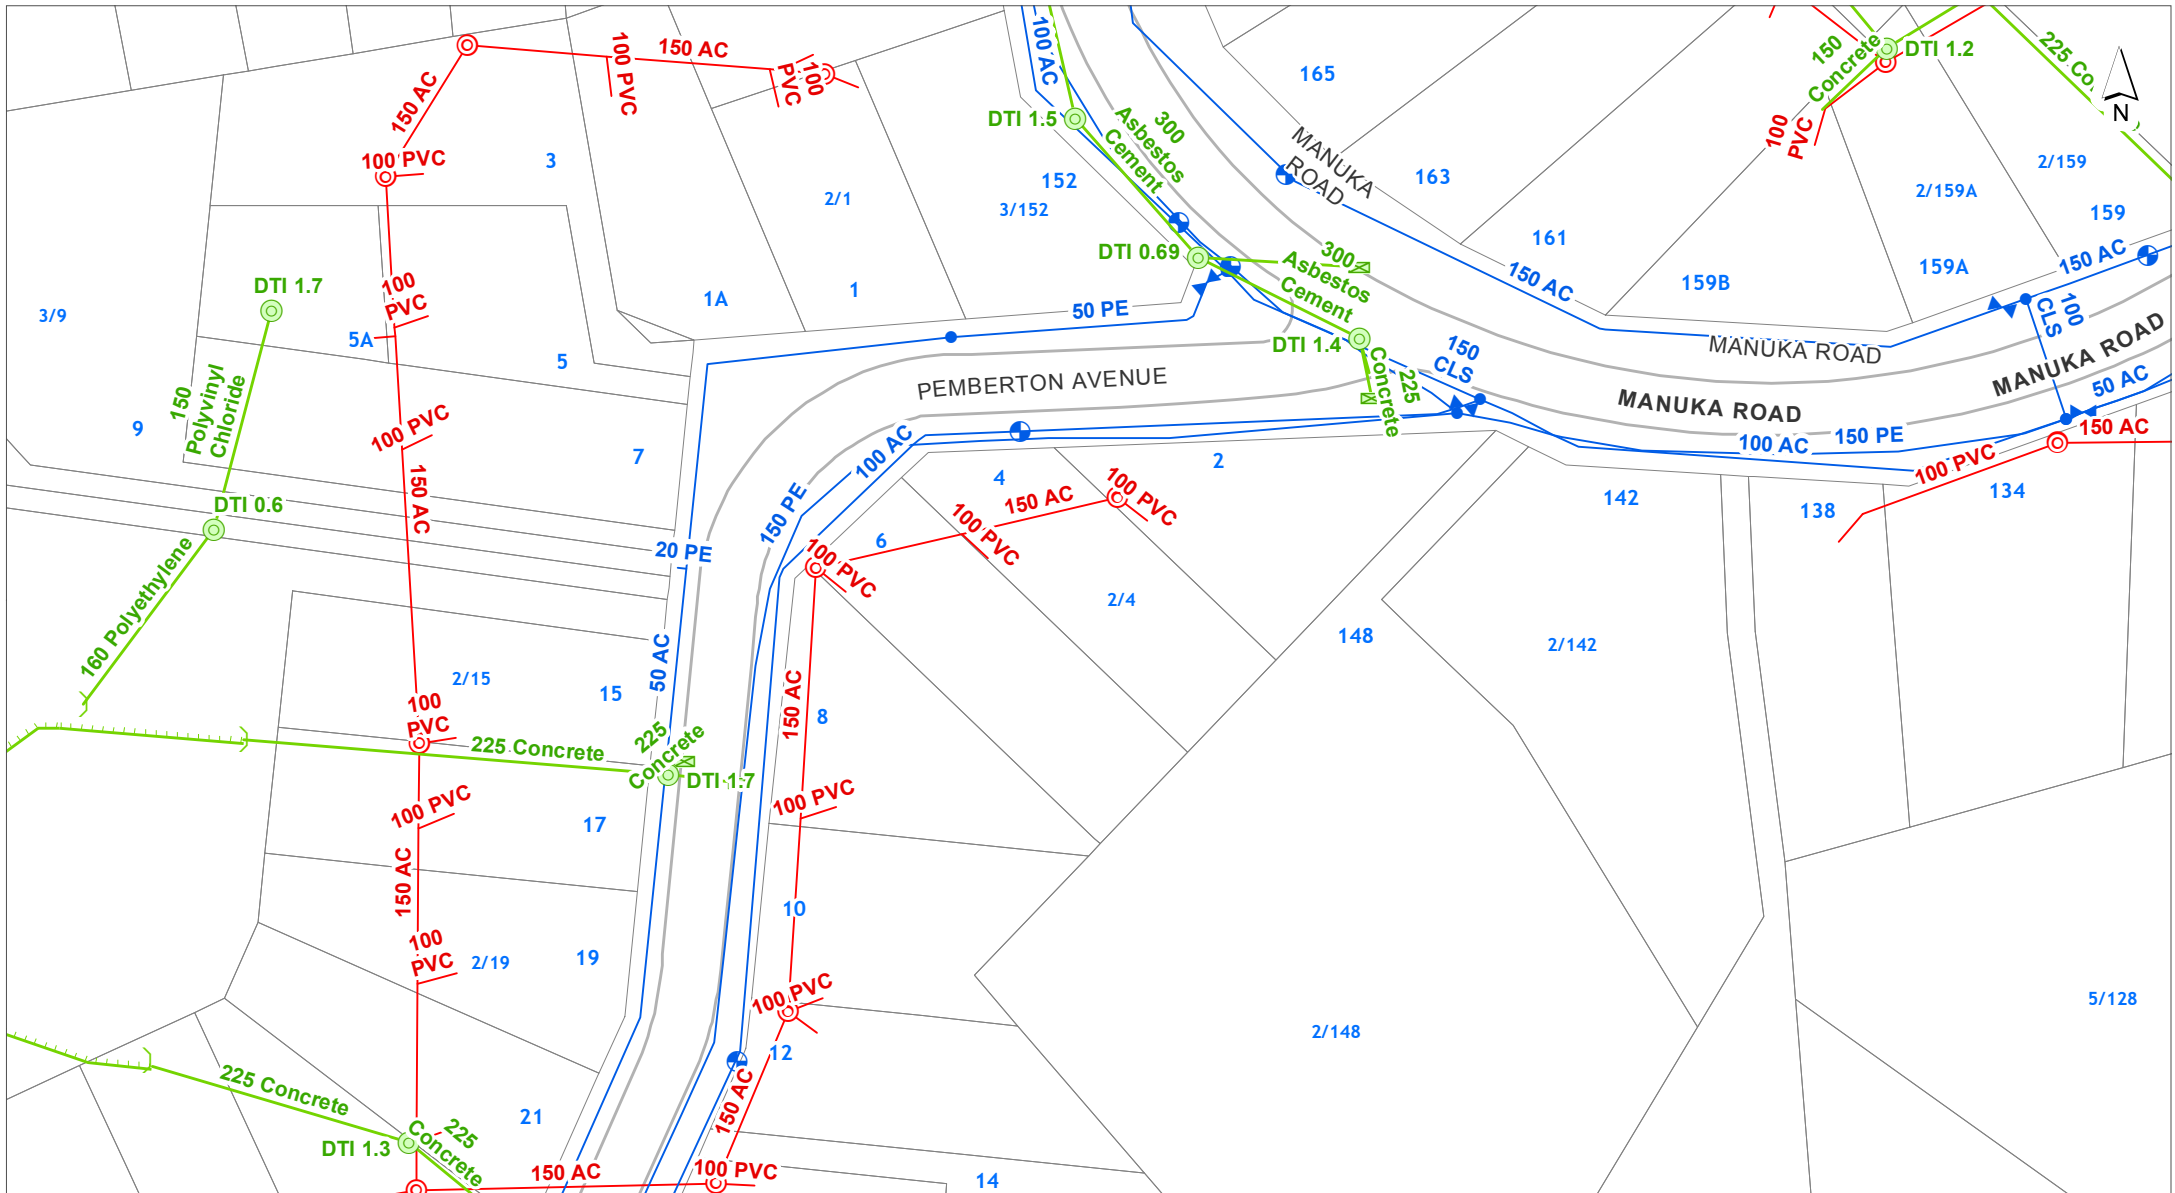 100 PVC
150 AC
100
PVC
100 AC
165
150
Concrete
DTI 1.2
225 Co
N
150 AC
DTI 1.5
300
Asbestos
Cement
MANUKA
ROAD
100
PVC
100 PVC
3
2/1
152
3/152
163
2/159A
2/159
159
DTI 0.69
300
Asbestos
Cement
161
159B
159A
150 AC
150 AC
DTI 1.7
100
PVC
1A
1
50 PE
3/9
5A
5
DTI 1.4
150
CLS
MANUKA ROAD
100
CLS
MANUKA ROAD
PEMBERTON AVENUE
225
Concrete
MANUKA ROAD
50 AC
150
Polyvinyl
Chloride
9
100 PVC
7
100 AC
2
100 AC
150 PE
150 AC
100 PVC
134
150 AC
DTI 0.6
4
150 AC
100 PVC
142
138
150 PE
6
100 PVC
20 PE
100 PVC
160 Polyethylene
2/4
148
2/142
50 AC
2/15
15
100
PVC
150 AC
8
225 Concrete
225
Concrete
DTI 1.7
100 PVC
17
100 PVC
150 AC
10
100
PVC
2/19
19
100 PVC
5/128
2/148
12
225 Concrete
150 AC
21
DTI 1.3
225
Concrete
150 AC
100 PVC
14